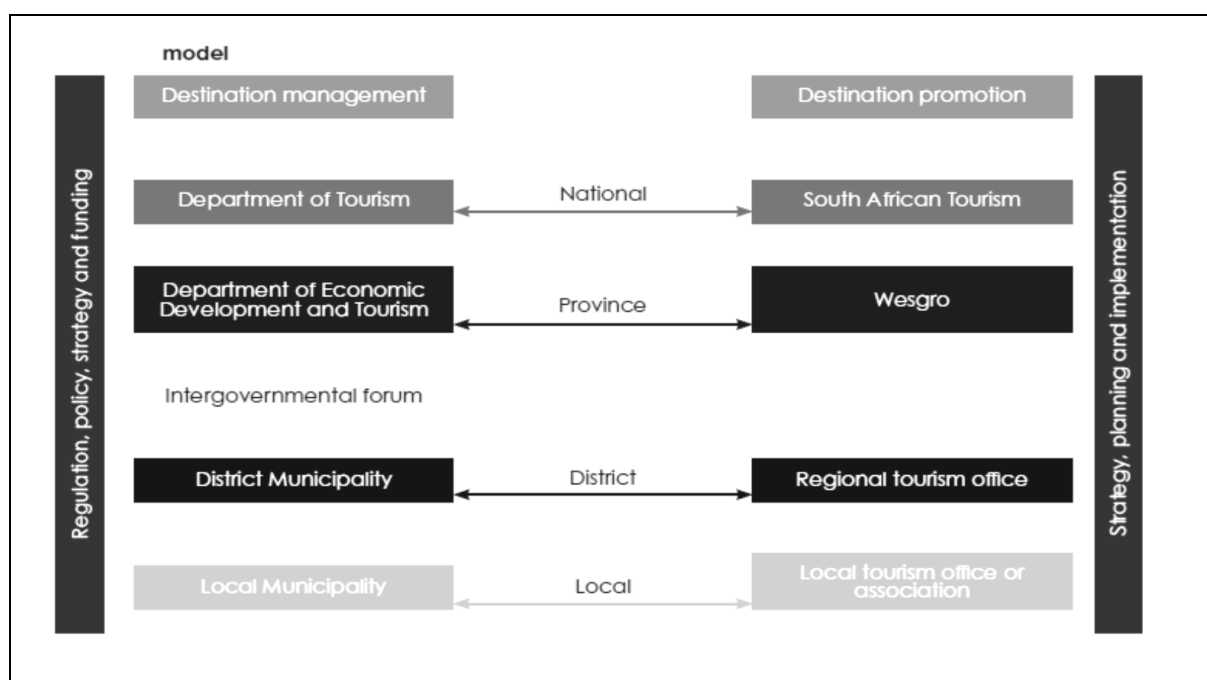 model
Destination management
Destination promotion
Regulation, policy, strategy and funding
Strategy, planning and implementation
Department of Tourism
National
South African Tourism
Department of Economic
Development and Tourism
Province
Wesgro
Intergovernmental forum
District Municipality
District
Regional tourism office
Local Municipality
Local
Local tourism office or
association